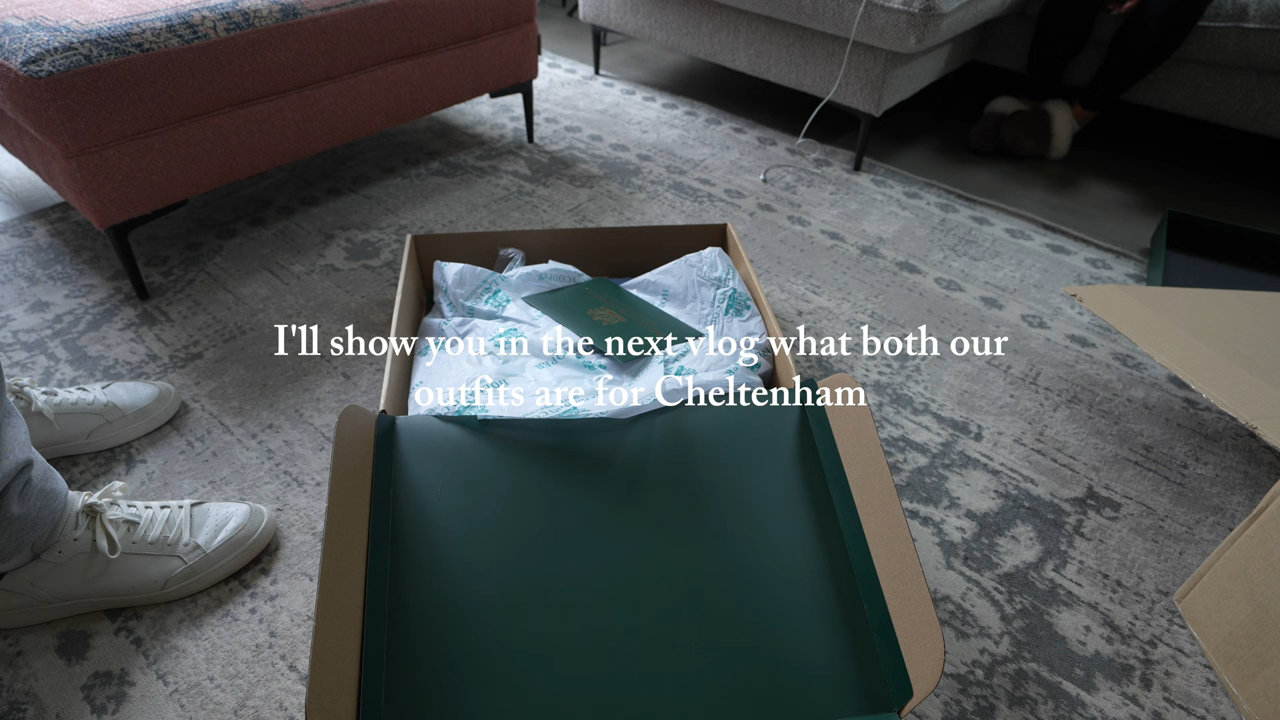 I'll show you in the next vlog what both our
outfits are for Cheltenham